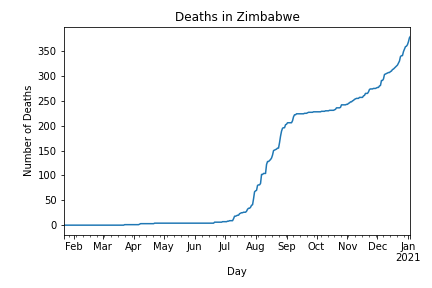 Deaths in Zimbabwe
Number of Deaths
350
300
250
200
150
100
50
0
Feb Mar Apr May Jun Jul Aug Sep Oct Nov Dec Jan
2021
Day